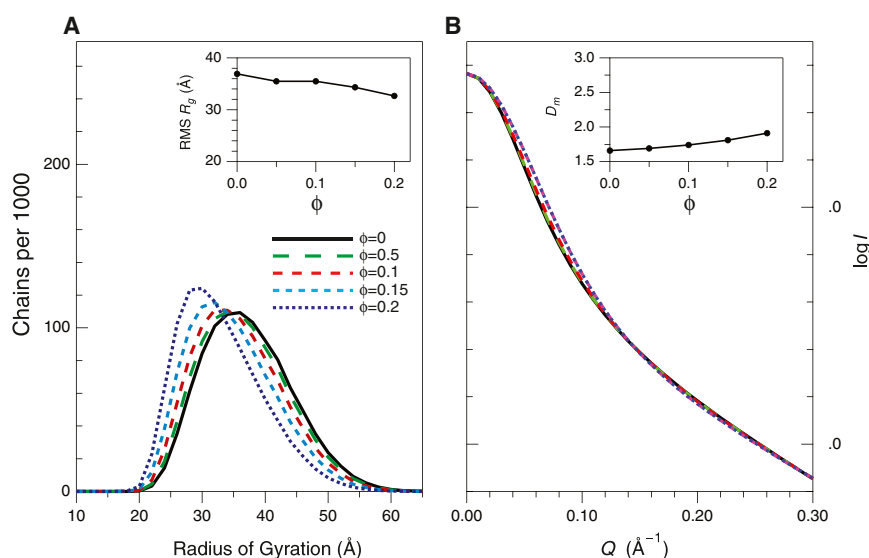 A
B
40
30
20
RMS Rg (Å)
0.0 0.1 0.2
ϕ
200
100
0
Chains per 1000
ϕ=0
ϕ=0.5
ϕ=0.1
ϕ=0.15
ϕ=0.2
10 20 30 40 50 60
Radius of Gyration (Å)
3.0
2.5
2.0
1.5
Dm
0.0 0.1 0.2
ϕ
.0
.0
log I
0.00 0.10 0.20 0.30
Q (Å⁻¹)